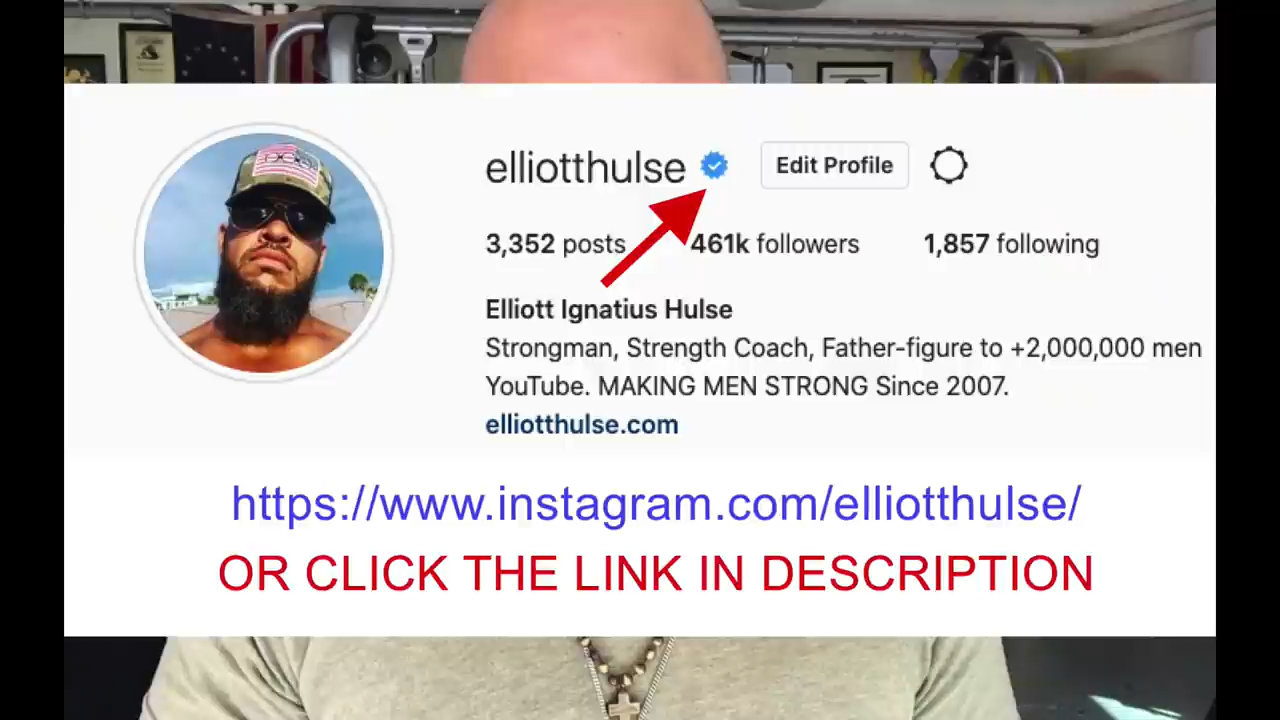 elliotthulse Edit Profile
3,352 posts 461k followers 1,857 following
Elliott Ignatius Hulse
Strongman, Strength Coach, Father-figure to +2,000,000 men
YouTube. MAKING MEN STRONG Since 2007.
elliotthulse.com
https://www.instagram.com/elliotthulse/
OR CLICK THE LINK IN DESCRIPTION